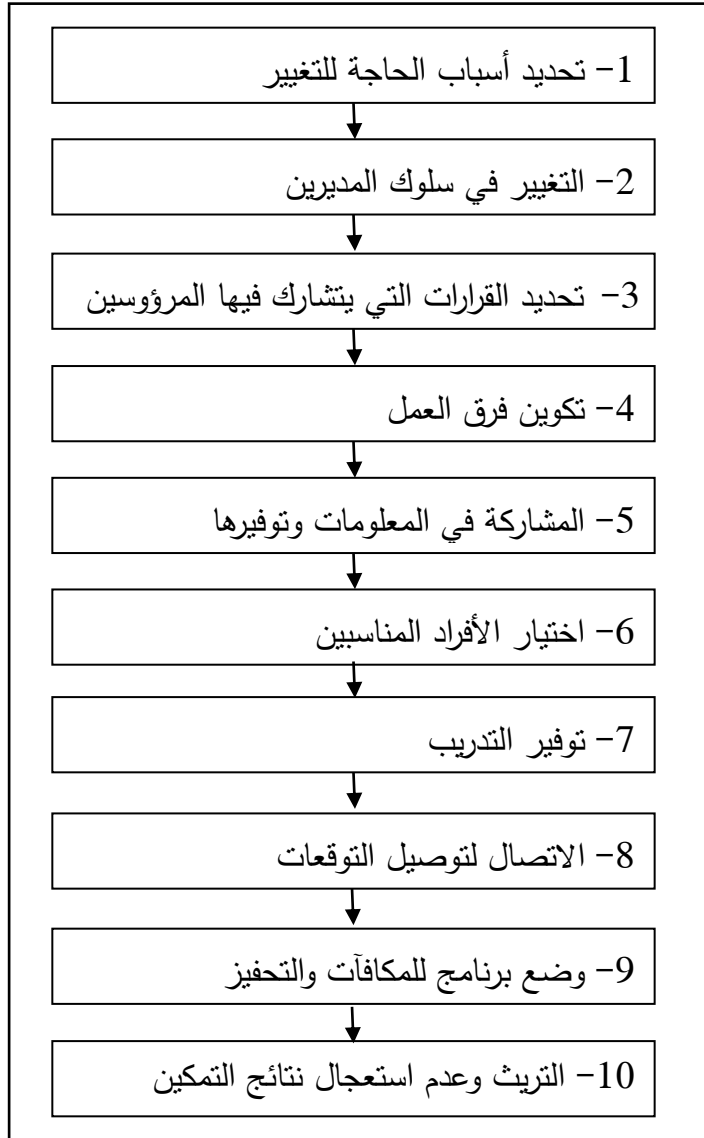 1- تحديد أسباب الحاجة للتغيير
2- التغيير في سلوك المديرين
3- تحديد القرارات التي يتشارك فيها المرؤوسين
4- تكوين فرق العمل
5- المشاركة في المعلومات وتوفيرها
6- اختيار الأفراد المناسبين
7- توفير التدريب
8- الاتصال لتوصيل التوقعات
9- وضع برنامج للمكافآت والتحفيز
10- التريث وعدم استعجال نتائج التمكين